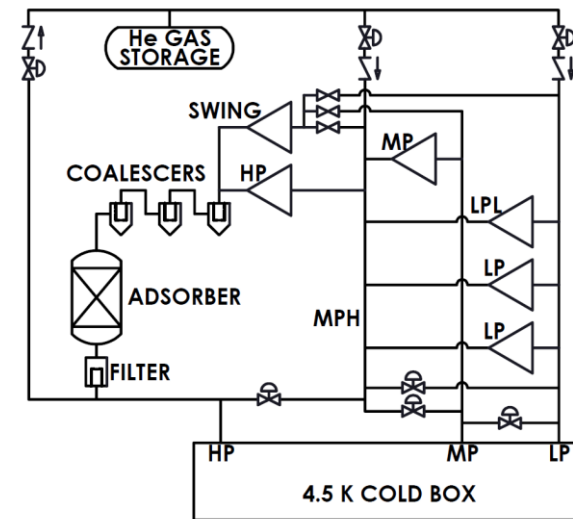 He GAS
STORAGE
SWING
MP
COALESCERS
HP
LPL
LP
ADSORBER
MPH
LP
FILTER
HP
MP
LP
4.5 K COLD BOX